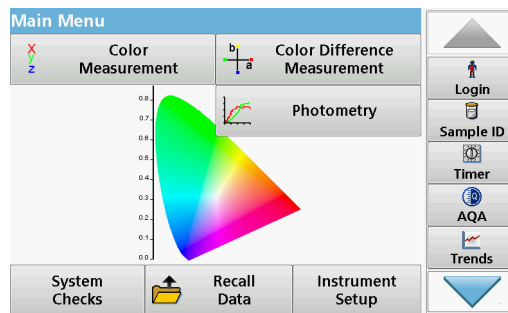 Main Menu
X
Y
Z
Color
Measurement
b
a
Color Difference
Measurement
Photometry
0.8
0.7
0.6
0.5
0.4
0.3
0.2
0.1
0.0
System
Checks
Recall
Data
Instrument
Setup
Login
Sample ID
Timer
AQA
Trends